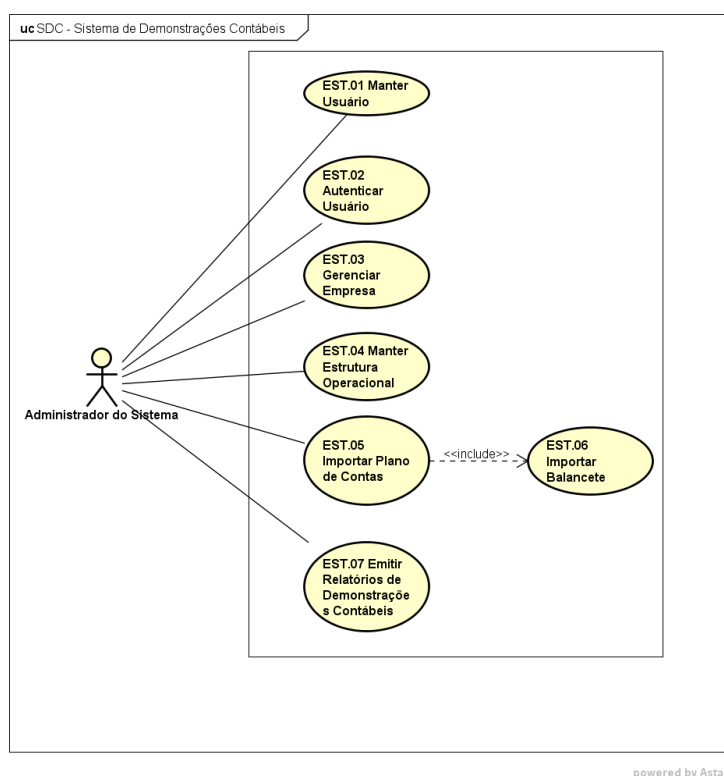 uc SDC - Sistema de Demonstrações Contábeis
EST.01 Manter
Usuário
EST.02
Autenticar
Usuário
EST.03
Gerenciar
Empresa
EST.04 Manter
Estrutura
Operacional
Administrador do Sistema
EST.05
Importar Plano
de Contas
<<include>>
EST.06
Importar
Balancete
EST.07 Emitir
Relatórios de
Demonstraçõe
s Contábeis
powered by Asta